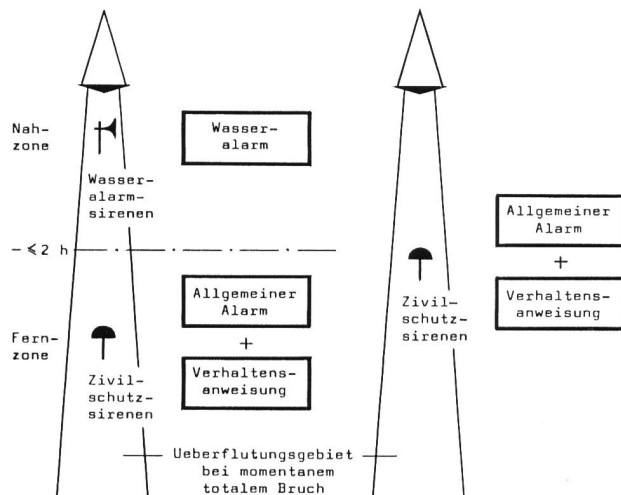 Nah-
zone
Wasser-
alarm-
sirenen
Wasser-
alarm
– ≤ 2 h
Fern-
zone
Zivil-
schutz-
sirenen
Allgemeiner
Alarm
+
Verhaltens-
anweisung
Zivil-
schutz-
sirenen
Allgemeiner
Alarm
+
Verhaltens-
anweisung
Ueberflutungsgebiet
bei momentanem
totalem Bruch